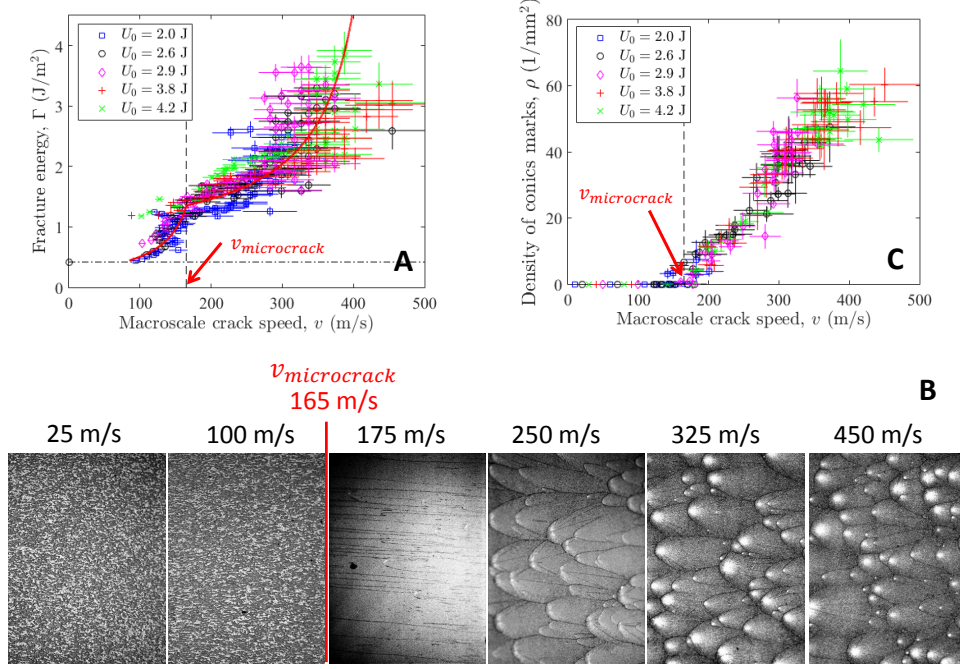 A
Fracture energy, Γ (J/m²)
4
3
2
1
0
U₀ = 2.0 J
U₀ = 2.6 J
U₀ = 2.9 J
U₀ = 3.8 J
U₀ = 4.2 J
v_microcrack
0 100 200 300 400 500
Macroscale crack speed, v (m/s)
C
Density of conics marks, ρ (1/mm²)
80
60
40
20
0
U₀ = 2.0 J
U₀ = 2.6 J
U₀ = 2.9 J
U₀ = 3.8 J
U₀ = 4.2 J
v_microcrack
0 100 200 300 400 500
Macroscale crack speed, v (m/s)
B
v_microcrack
165 m/s
25 m/s 100 m/s 175 m/s 250 m/s 325 m/s 450 m/s